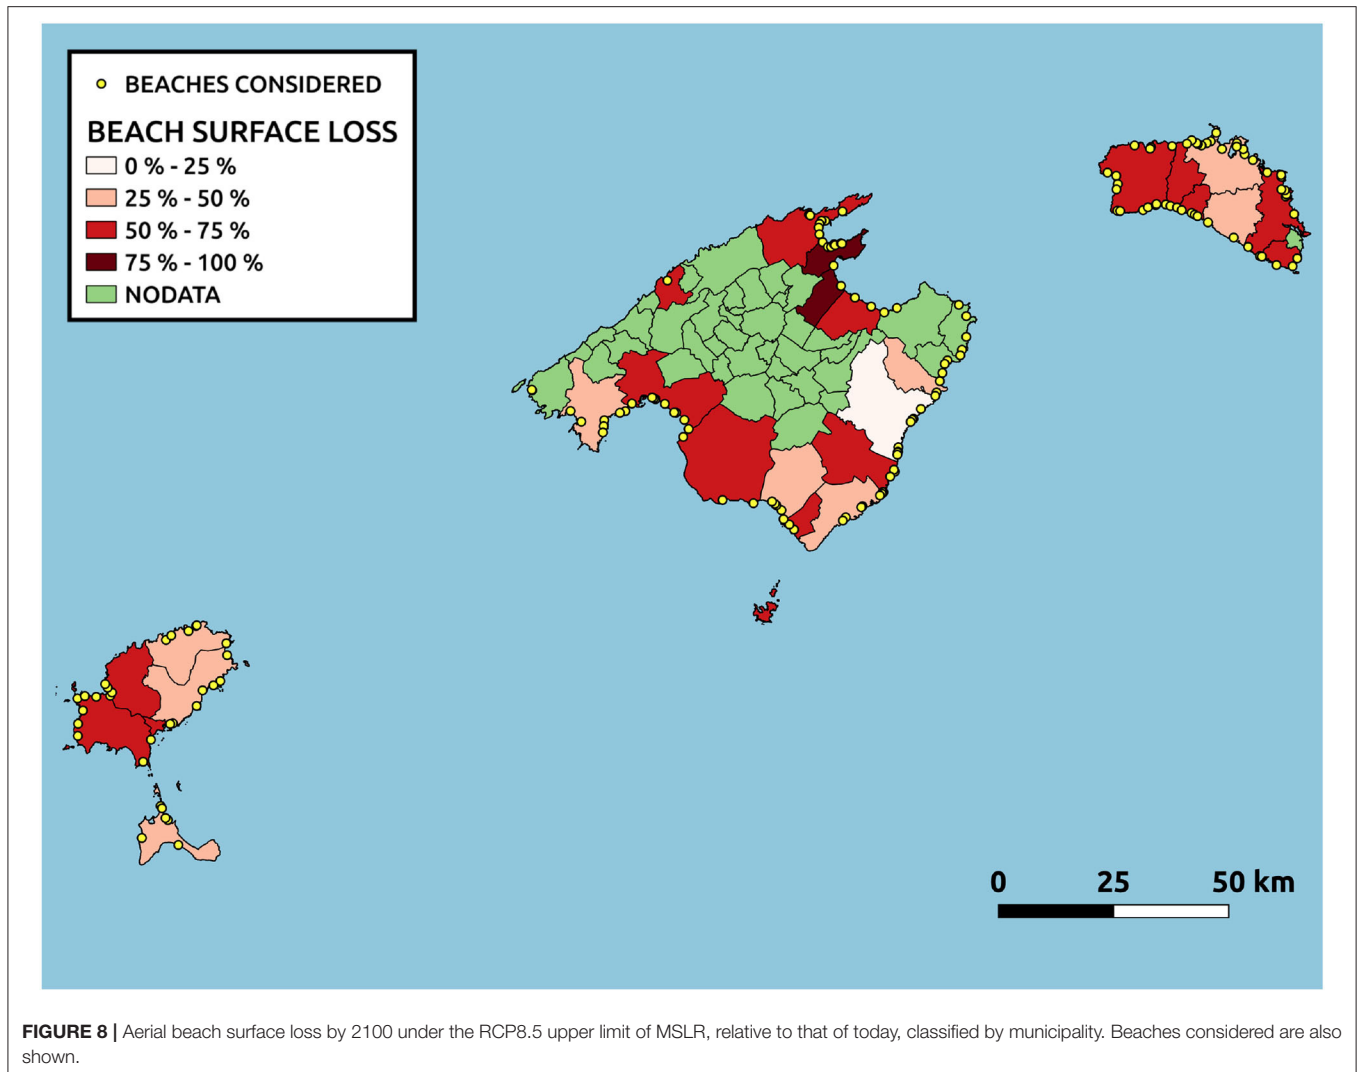 BEACHES CONSIDERED
BEACH SURFACE LOSS
0 % - 25 %
25 % - 50 %
50 % - 75 %
75 % - 100 %
NODATA
0 25 50 km
FIGURE 8 | Aerial beach surface loss by 2100 under the RCP8.5 upper limit of MSLR, relative to that of today, classified by municipality. Beaches considered are also
shown.